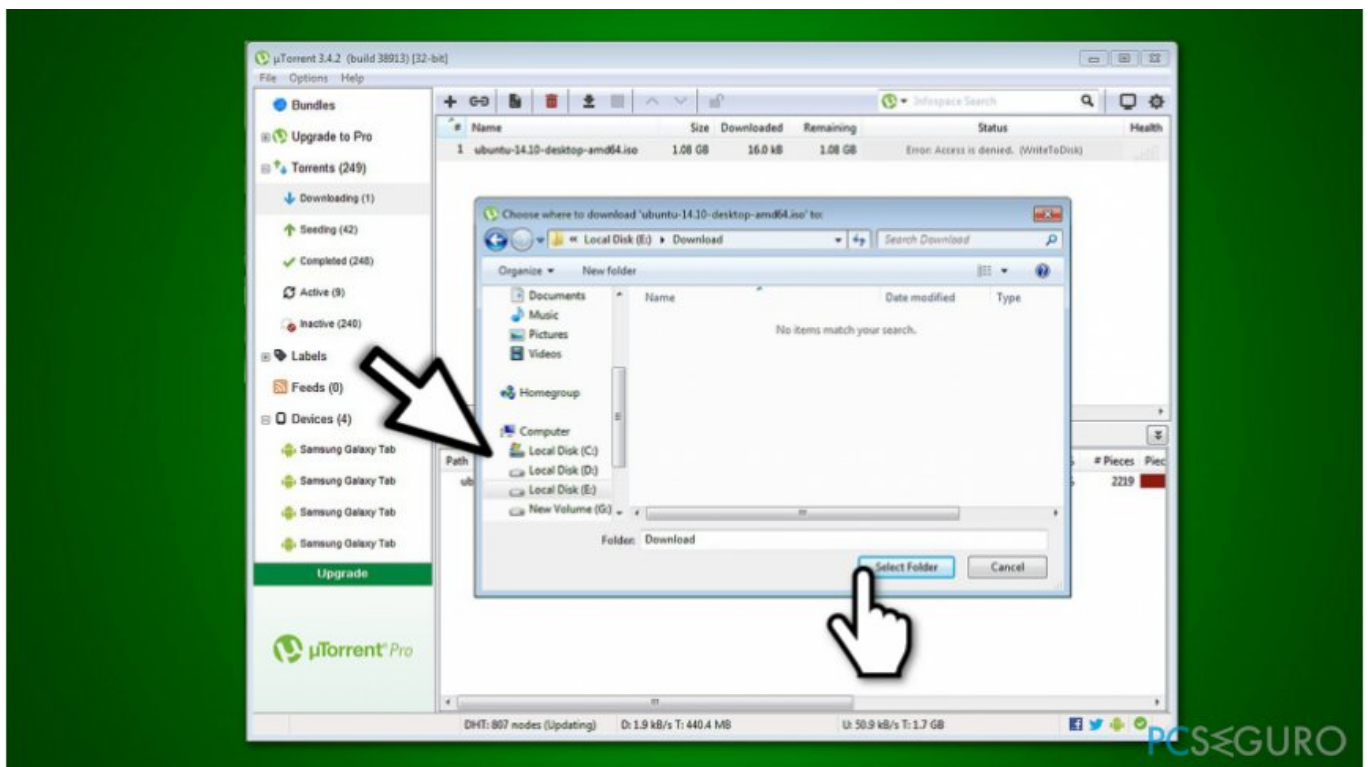 µTorrent 3.4.2 (build 38913) [32-bit]
File Options Help
Bundles
Upgrade to Pro
Torrents (249)
Downloading (1)
Seeding (42)
Completed (248)
Active (9)
Inactive (240)
Labels
Feeds (0)
Devices (4)
Samsung Galaxy Tab
Samsung Galaxy Tab
Samsung Galaxy Tab
Samsung Galaxy Tab
Upgrade
µTorrent Pro
Infospace Search
# Name Size Downloaded Remaining Status Health
1 ubuntu-14.10-desktop-amd64.iso 1.08 GB 16.0 kB 1.08 GB Error: Access is denied. (WriteToDisk)
Choose where to download 'ubuntu-14.10-desktop-amd64.iso' to:
« Local Disk (E:) Download
Search Download
Organize New folder
Documents
Music
Pictures
Videos
Homegroup
Computer
Local Disk (C:)
Local Disk (D:)
Local Disk (E:)
New Volume (G:)
Name Date modified Type
No items match your search.
Folder: Download
Select Folder Cancel
Path # Pieces Piec
ub 2219
DHT: 807 nodes (Updating) D: 1.9 kB/s T: 440.4 MB U: 50.9 kB/s T: 1.7 GB
PCSEGURO